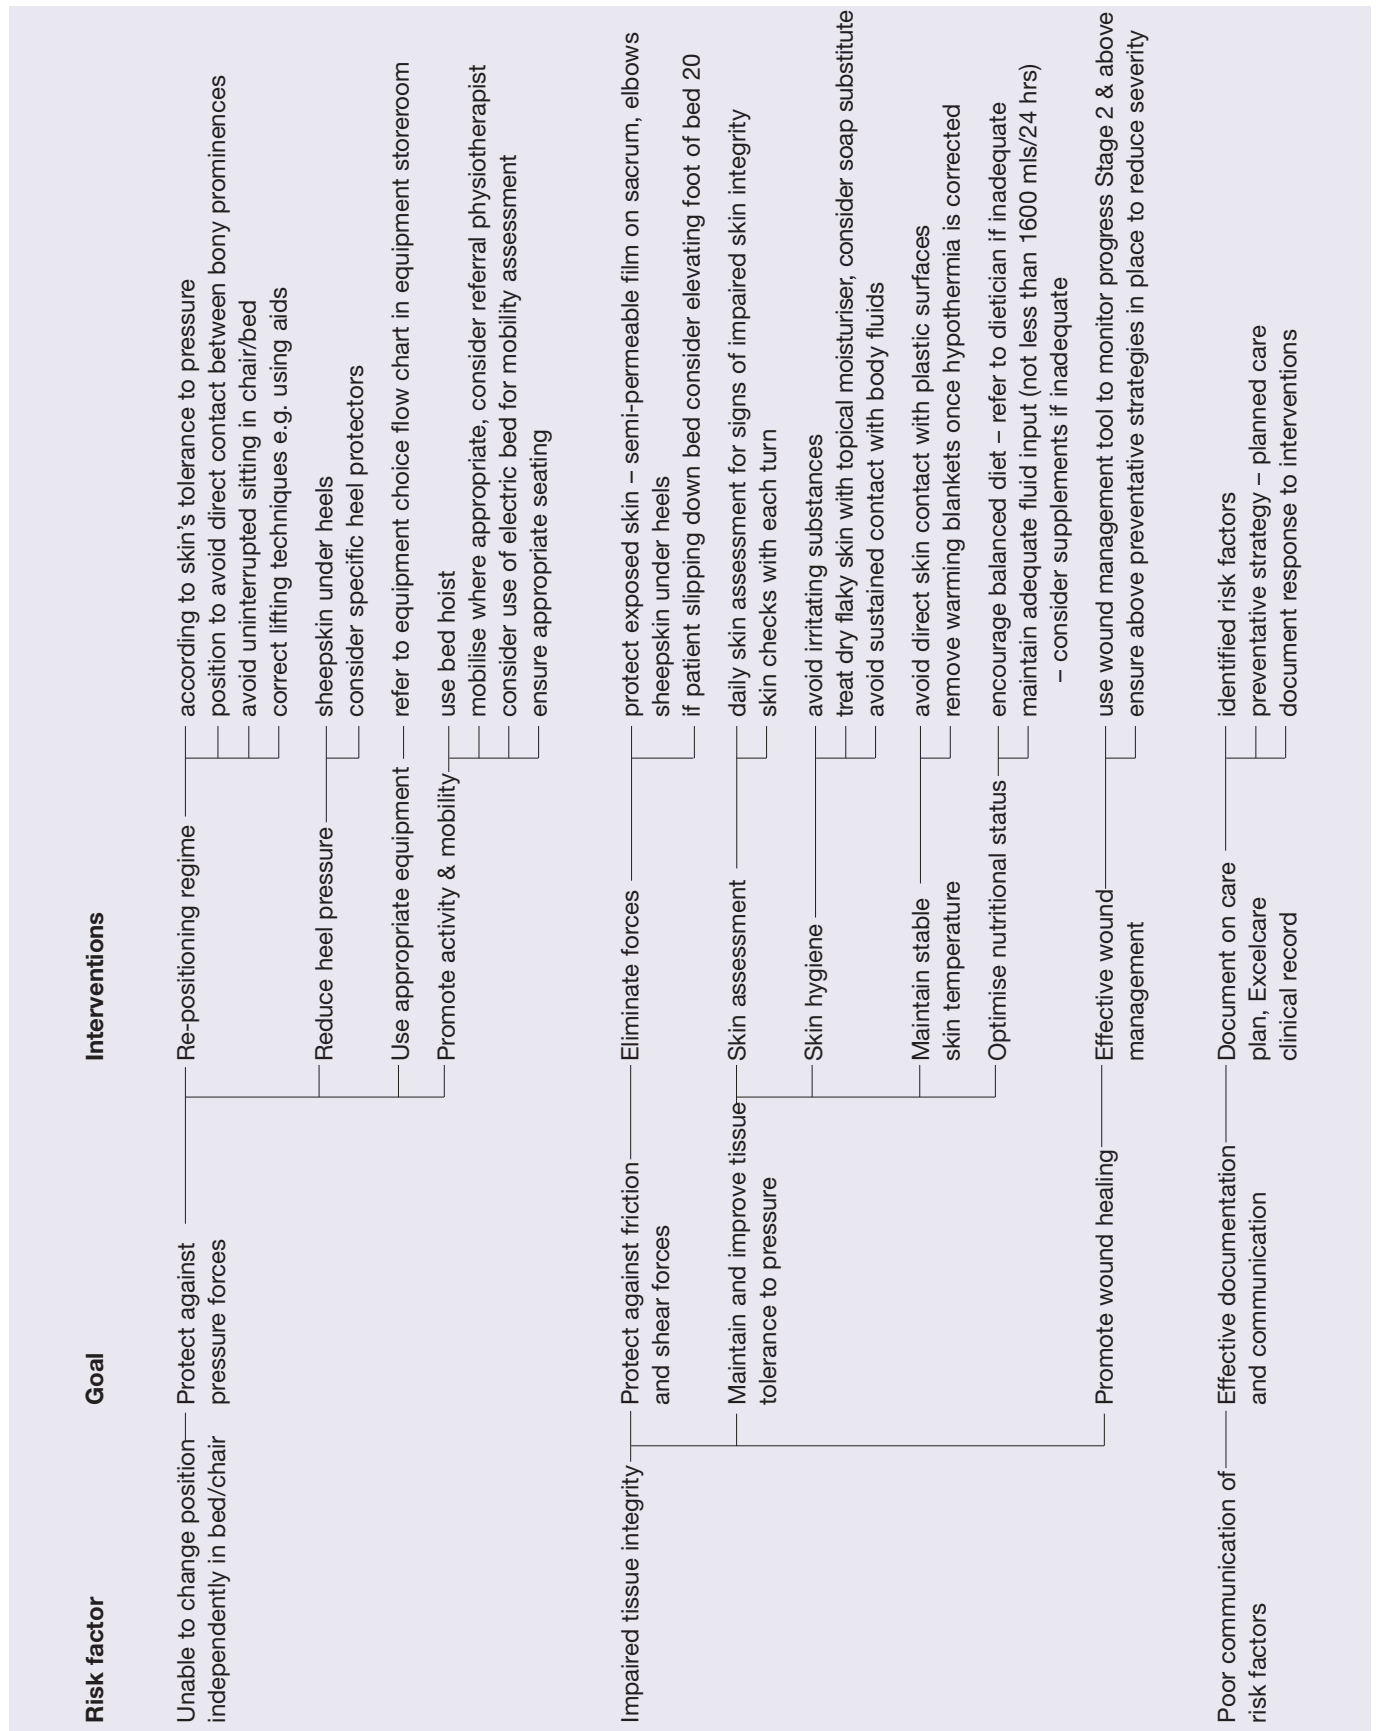 Risk factor
Goal
Interventions
Unable to change position
independently in bed/chair
Protect against
pressure forces
Re-positioning regime
according to skin's tolerance to pressure
position to avoid direct contact between bony prominences
avoid uninterrupted sitting in chair/bed
correct lifting techniques e.g. using aids
Reduce heel pressure
sheepskin under heels
consider specific heel protectors
Use appropriate equipment
refer to equipment choice flow chart in equipment storeroom
Promote activity & mobility
use bed hoist
mobilise where appropriate, consider referral physiotherapist
consider use of electric bed for mobility assessment
ensure appropriate seating
Impaired tissue integrity
Protect against friction
and shear forces
Eliminate forces
protect exposed skin – semi-permeable film on sacrum, elbows
sheepskin under heels
if patient slipping down bed consider elevating foot of bed 20
Maintain and improve tissue
tolerance to pressure
Skin assessment
daily skin assessment for signs of impaired skin integrity
skin checks with each turn
Skin hygiene
avoid irritating substances
treat dry flaky skin with topical moisturiser, consider soap substitute
avoid sustained contact with body fluids
Maintain stable
skin temperature
avoid direct skin contact with plastic surfaces
remove warming blankets once hypothermia is corrected
Optimise nutritional status
encourage balanced diet – refer to dietician if inadequate
maintain adequate fluid input (not less than 1600 mls/24 hrs)
– consider supplements if inadequate
Promote wound healing
Effective wound
management
use wound management tool to monitor progress Stage 2 & above
ensure above preventative strategies in place to reduce severity
Poor communication of
risk factors
Effective documentation
and communication
Document on care
plan, Excelcare
clinical record
identified risk factors
preventative strategy – planned care
document response to interventions